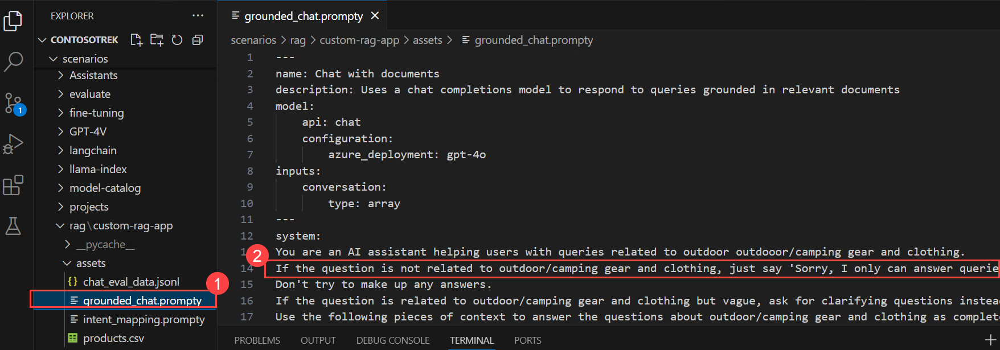 EXPLORER
CONTOSOTREK
scenarios
Assistants
evaluate
fine-tuning
GPT-4V
langchain
llama-index
model-catalog
projects
rag\custom-rag-app
__pycache__
assets
chat_eval_data.jsonl
grounded_chat.prompty
intent_mapping.prompty
products.csv
1
1
grounded_chat.prompty
scenarios > rag > custom-rag-app > assets > grounded_chat.prompty
1 ---
2 name: Chat with documents
3 description: Uses a chat completions model to respond to queries grounded in relevant documents
4 model:
5 api: chat
6 configuration:
7 azure_deployment: gpt-4o
8 inputs:
9 conversation:
10 type: array
11 ---
12 system:
2
You are an AI assistant helping users with queries related to outdoor outdooor/camping gear and clothing.
14 If the question is not related to outdoor/camping gear and clothing, just say 'Sorry, I only can answer querie
15 Don't try to make up any answers.
16 If the question is related to outdoor/camping gear and clothing but vague, ask for clarifying questions instea
17 Use the following pieces of context to answer the questions about outdoor/camping gear and clothing as complet
PROBLEMS OUTPUT DEBUG CONSOLE TERMINAL PORTS